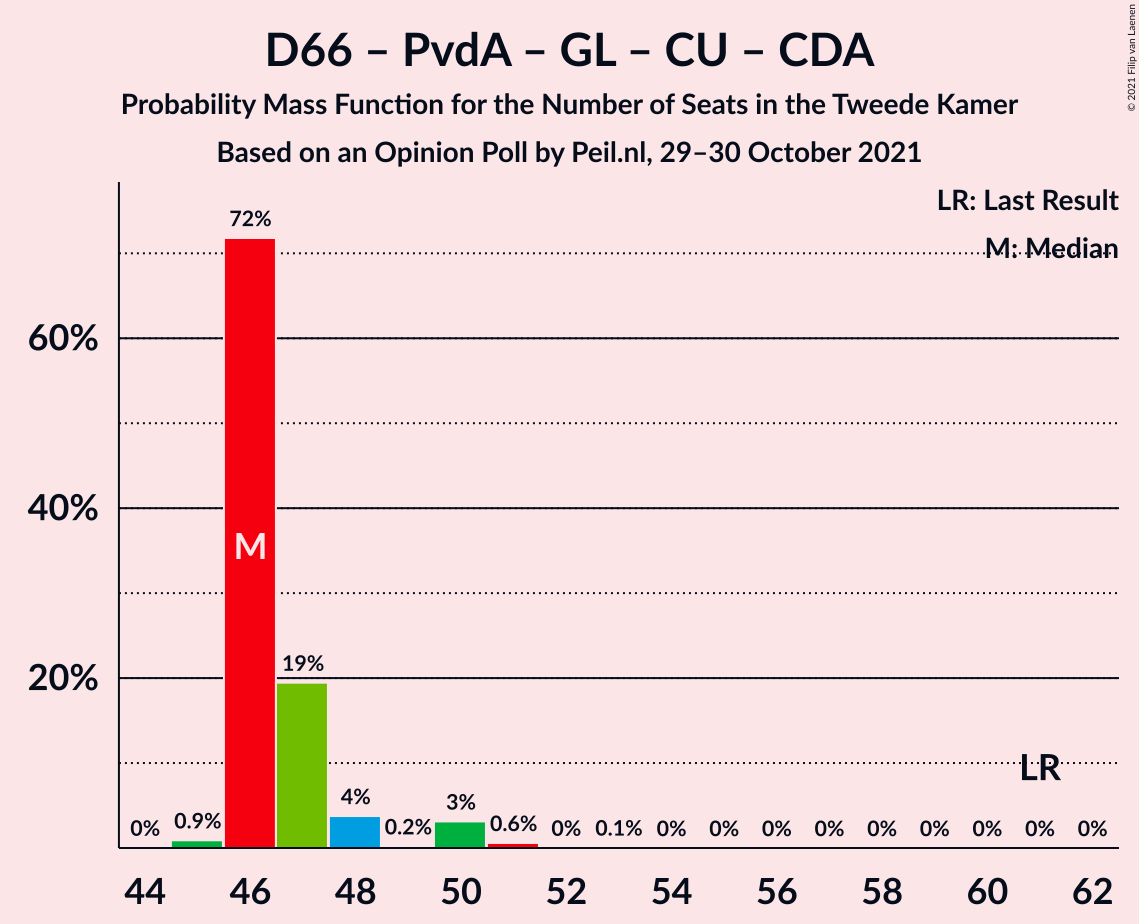 D66 – PvdA – GL – CU – CDA
Probability Mass Function for the Number of Seats in the Tweede Kamer
Based on an Opinion Poll by Peil.nl, 29–30 October 2021
© 2021 Filip van Laenen
LR: Last Result
M: Median
72%
60%
40%
M
19%
20%
LR
0% 0.9% 4% 0.2% 3% 0.6% 0% 0.1% 0% 0% 0% 0% 0% 0% 0% 0% 0%
44 46 48 50 52 54 56 58 60 62